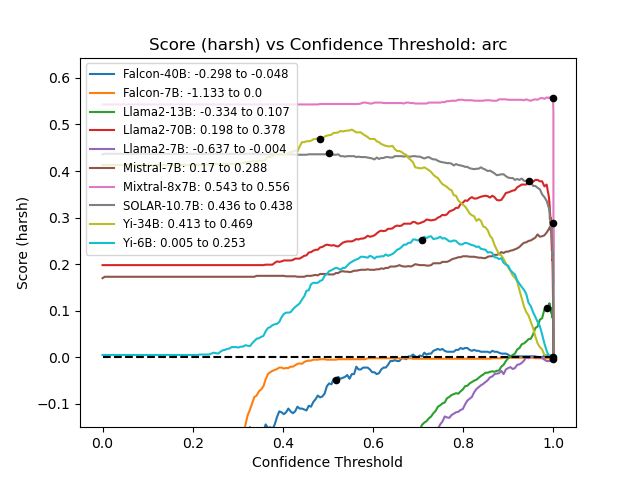 Score (harsh) vs Confidence Threshold: arc
Score (harsh)
0.6
0.5
0.4
0.3
0.2
0.1
0.0
−0.1
Falcon-40B: -0.298 to -0.048
Falcon-7B: -1.133 to 0.0
Llama2-13B: -0.334 to 0.107
Llama2-70B: 0.198 to 0.378
Llama2-7B: -0.637 to -0.004
Mistral-7B: 0.17 to 0.288
Mixtral-8x7B: 0.543 to 0.556
SOLAR-10.7B: 0.436 to 0.438
Yi-34B: 0.413 to 0.469
Yi-6B: 0.005 to 0.253
0.0 0.2 0.4 0.6 0.8 1.0
Confidence Threshold